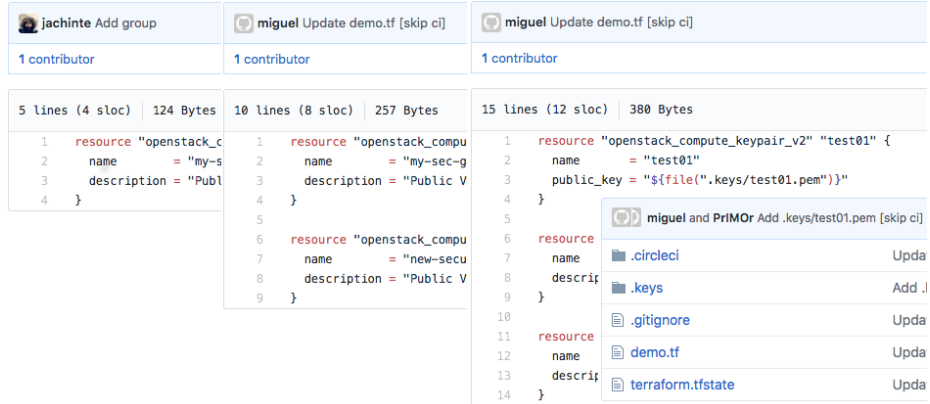 jachinte Add group
1 contributor
5 lines (4 sloc) 124 Bytes
1 resource "openstack_c
2 name = "my-s
3 description = "Publ
4 }
miguel Update demo.tf [skip ci]
1 contributor
10 lines (8 sloc) 257 Bytes
1 resource "openstack_compu
2 name = "my-sec-g
3 description = "Public V
4 }
5
6 resource "openstack_compu
7 name = "new-secu
8 description = "Public V
9 }
miguel Update demo.tf [skip ci]
1 contributor
15 lines (12 sloc) 380 Bytes
1 resource "openstack_compute_keypair_v2" "test01" {
2 name = "test01"
3 public_key = "${file(".keys/test01.pem")}"
4 }
5
6 resource
7 name
8 descrip
9 }
10
11 resource
12 name
13 descrip
14 }
miguel and PrIMOr Add .keys/test01.pem [skip ci]
.circleci Upda
.keys Add .
.gitignore Upda
demo.tf Upda
terraform.tfstate Upda